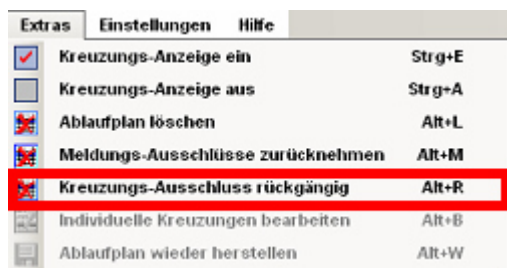 Extras Einstellungen Hilfe
Kreuzungs-Anzeige ein Strg+E
Kreuzungs-Anzeige aus Strg+A
Ablaufplan löschen Alt+L
Meldungs-Ausschlüsse zurücknehmen Alt+M
Kreuzungs-Ausschluss rückgängig Alt+R
Individuelle Kreuzungen bearbeiten Alt+B
Ablaufplan wieder herstellen Alt+W